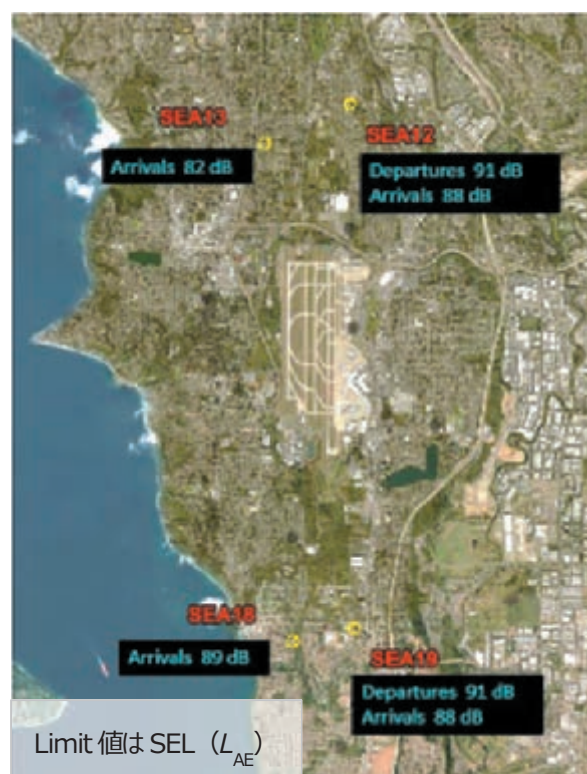 SEA13
Arrivals 82 dB
SEA12
Departures 91 dB
Arrivals 88 dB
SEA18
Arrivals 89 dB
SEA19
Departures 91 dB
Arrivals 88 dB
Limit 値は SEL（LAE）